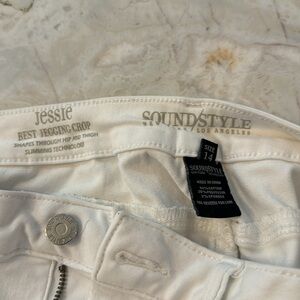 Jessie
BEST JEGGING CROP
SHAPES THROUGH HIP AND THIGH
SLIMMING TECHNOLOGY
SOUNDSTYLE
LOS ANGELES
SIZE
14
SOUNDSTYLE
MADE IN CHINA